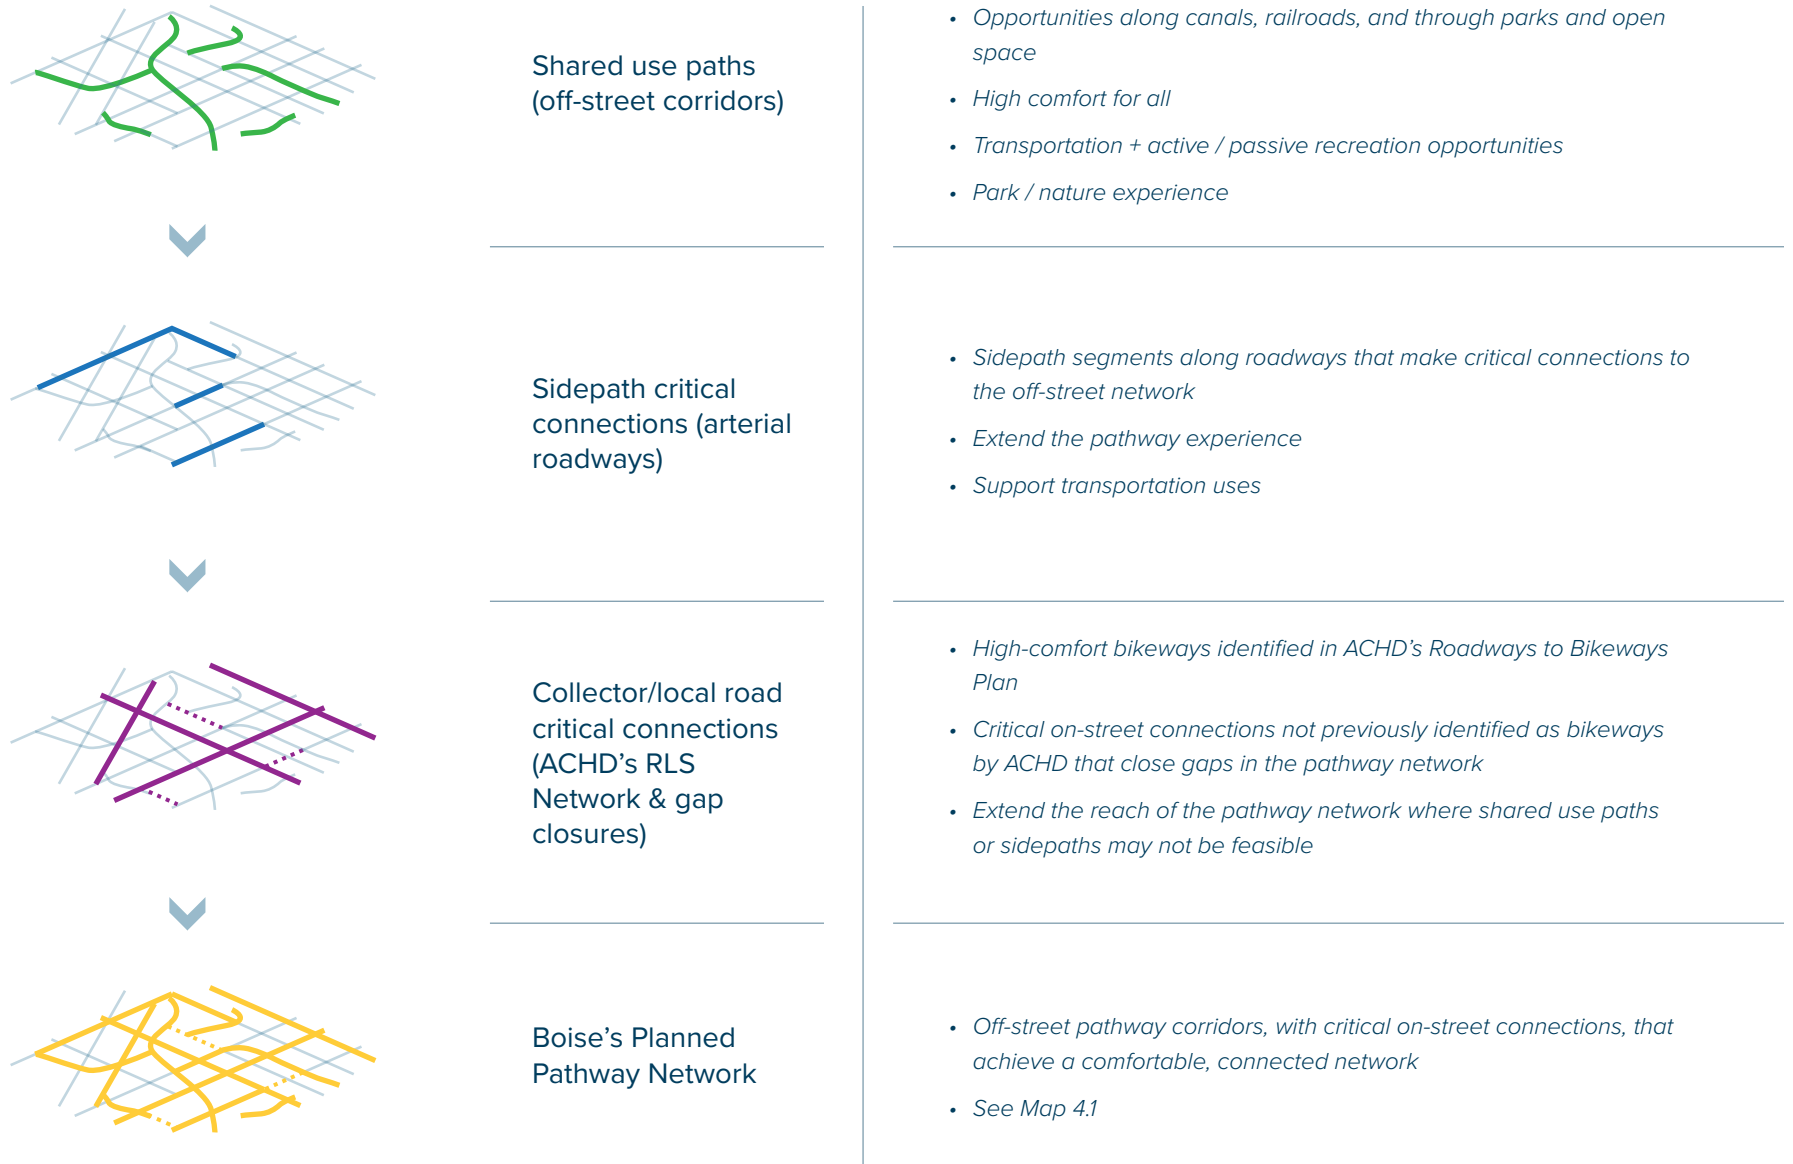 Shared use paths
(off-street corridors)
• Opportunities along canals, railroads, and through parks and open
space
• High comfort for all
• Transportation + active / passive recreation opportunities
• Park / nature experience
Sidepath critical
connections (arterial
roadways)
• Sidepath segments along roadways that make critical connections to
the off-street network
• Extend the pathway experience
• Support transportation uses
Collector/local road
critical connections
(ACHD’s RLS
Network & gap
closures)
• High-comfort bikeways identified in ACHD’s Roadways to Bikeways
Plan
• Critical on-street connections not previously identified as bikeways
by ACHD that close gaps in the pathway network
• Extend the reach of the pathway network where shared use paths
or sidepaths may not be feasible
Boise’s Planned
Pathway Network
• Off-street pathway corridors, with critical on-street connections, that
achieve a comfortable, connected network
• See Map 4.1